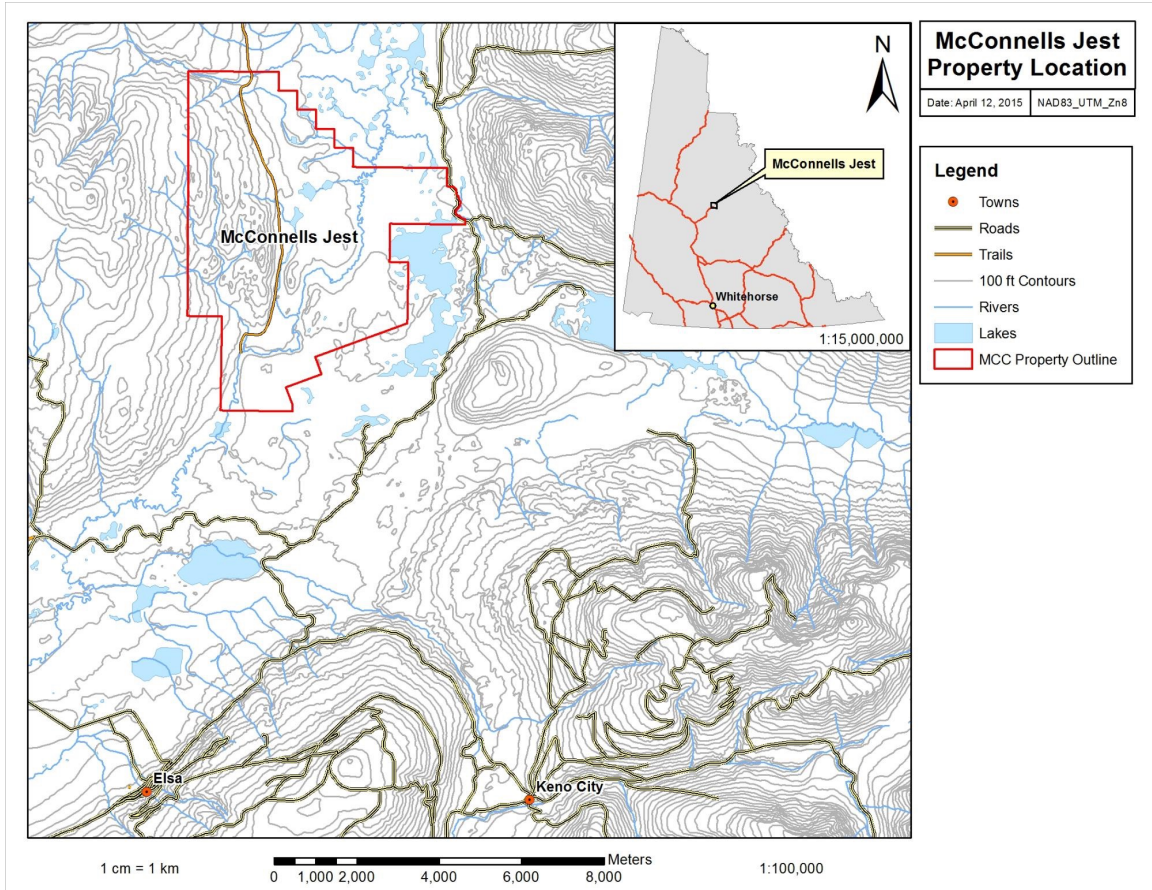 McConnells Jest
Property Location
Date: April 12, 2015
NAD83_UTM_Zn8
N
McConnells Jest
Whitehorse
1:15,000,000
Legend
Towns
Roads
Trails
100 ft Contours
Rivers
Lakes
MCC Property Outline
McConnells Jest
Elsa
Keno City
1 cm = 1 km
Meters
0 1,000 2,000 4,000 6,000 8,000
1:100,000